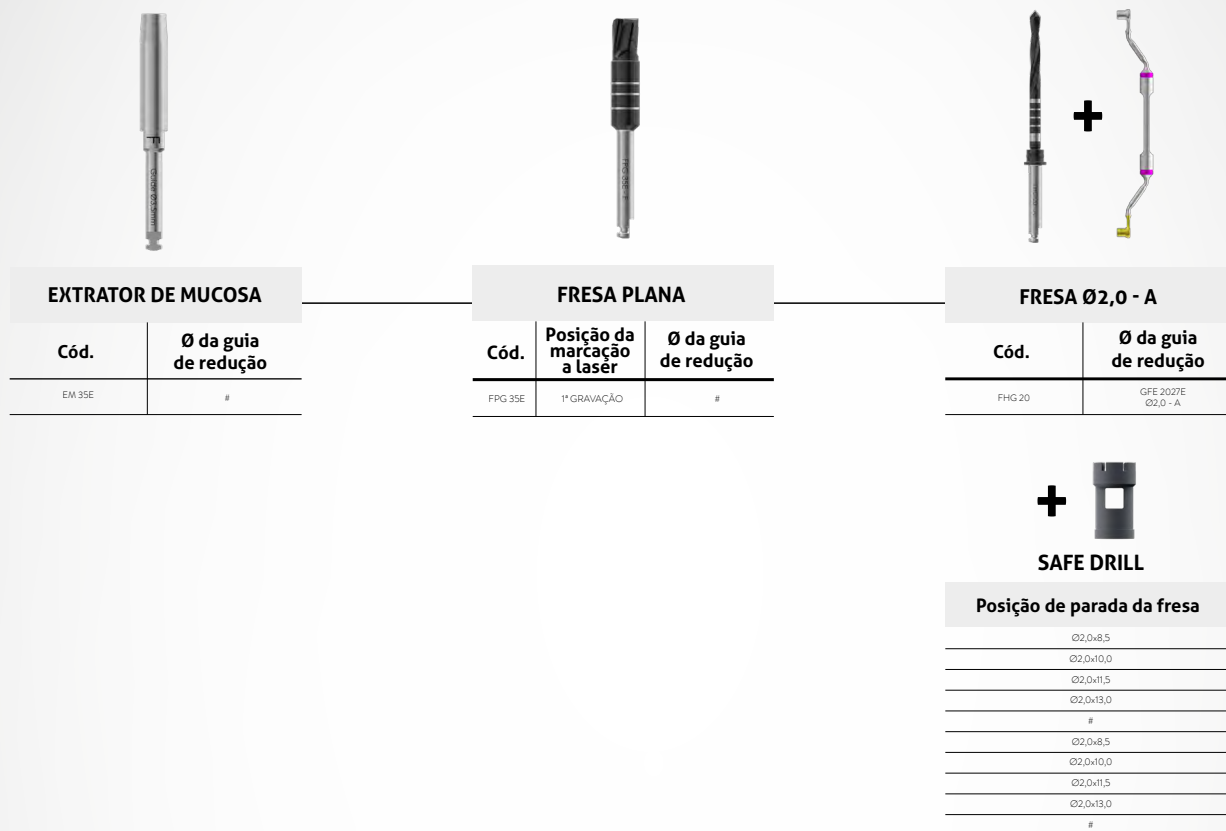 EXTRATOR DE MUCOSA
Cód.
Ø da guia
de redução
EM 35E
#
FRESA PLANA
Cód.
Posição da
marcação
a laser
Ø da guia
de redução
FPG 35E
1ª GRAVAÇÃO
#
FRESA Ø2,0 - A
Cód.
Ø da guia
de redução
FHG 20
GFE 2027E
Ø2,0 - A
SAFE DRILL
Posição de parada da fresa
Ø2,0x8,5
Ø2,0x10,0
Ø2,0x11,5
Ø2,0x13,0
#
Ø2,0x8,5
Ø2,0x10,0
Ø2,0x11,5
Ø2,0x13,0
#